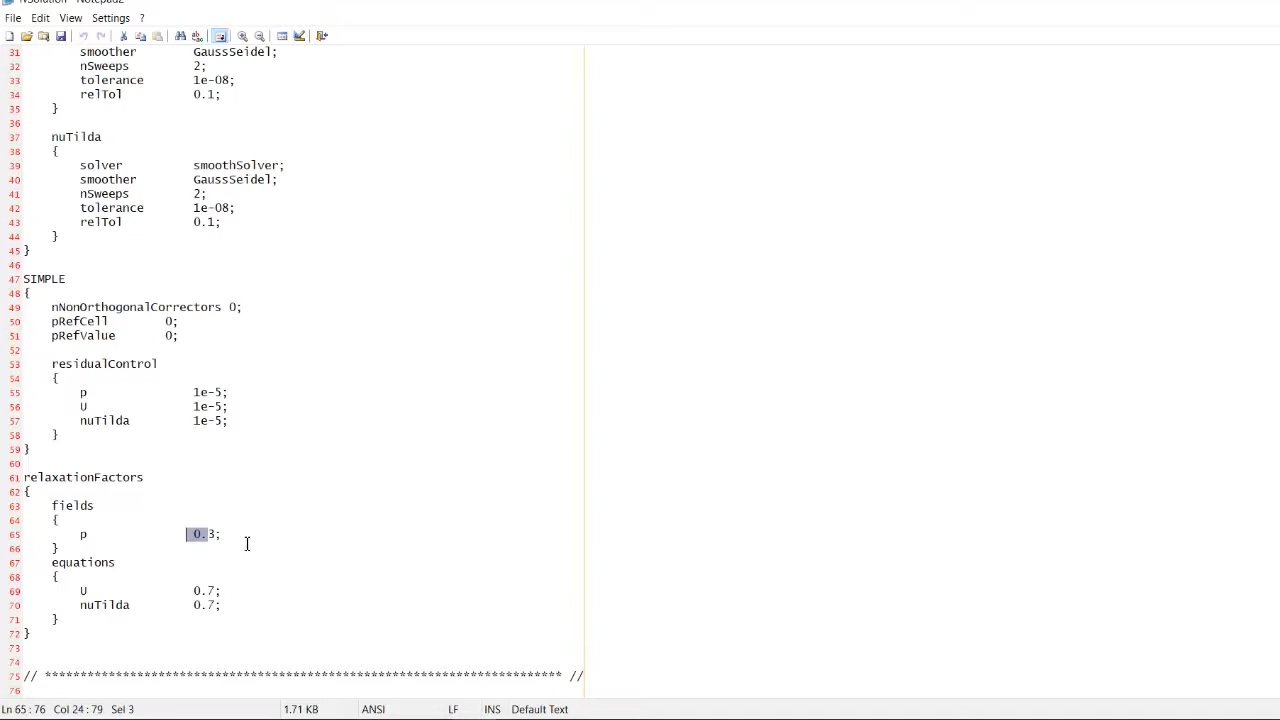 fvSolution - Notepad2
File Edit View Settings ?
31 smoother GaussSeidel;
32 nSweeps 2;
33 tolerance 1e-08;
34 relTol 0.1;
35 }
36
37 nuTilda
38 {
39 solver smoothSolver;
40 smoother GaussSeidel;
41 nSweeps 2;
42 tolerance 1e-08;
43 relTol 0.1;
44 }
45 }
46
47 SIMPLE
48 {
49 nNonOrthogonalCorrectors 0;
50 pRefCell 0;
51 pRefValue 0;
52
53 residualControl
54 {
55 p 1e-5;
56 U 1e-5;
57 nuTilda 1e-5;
58 }
59 }
60
61 relaxationFactors
62 {
63 fields
64 {
65 p 0.3;
66 }
67 equations
68 {
69 U 0.7;
70 nuTilda 0.7;
71 }
72 }
73
74
75 // ************************************************************************* //
76
Ln 65 : 76 Col 24 : 79 Sel 3 1.71 KB ANSI LF INS Default Text